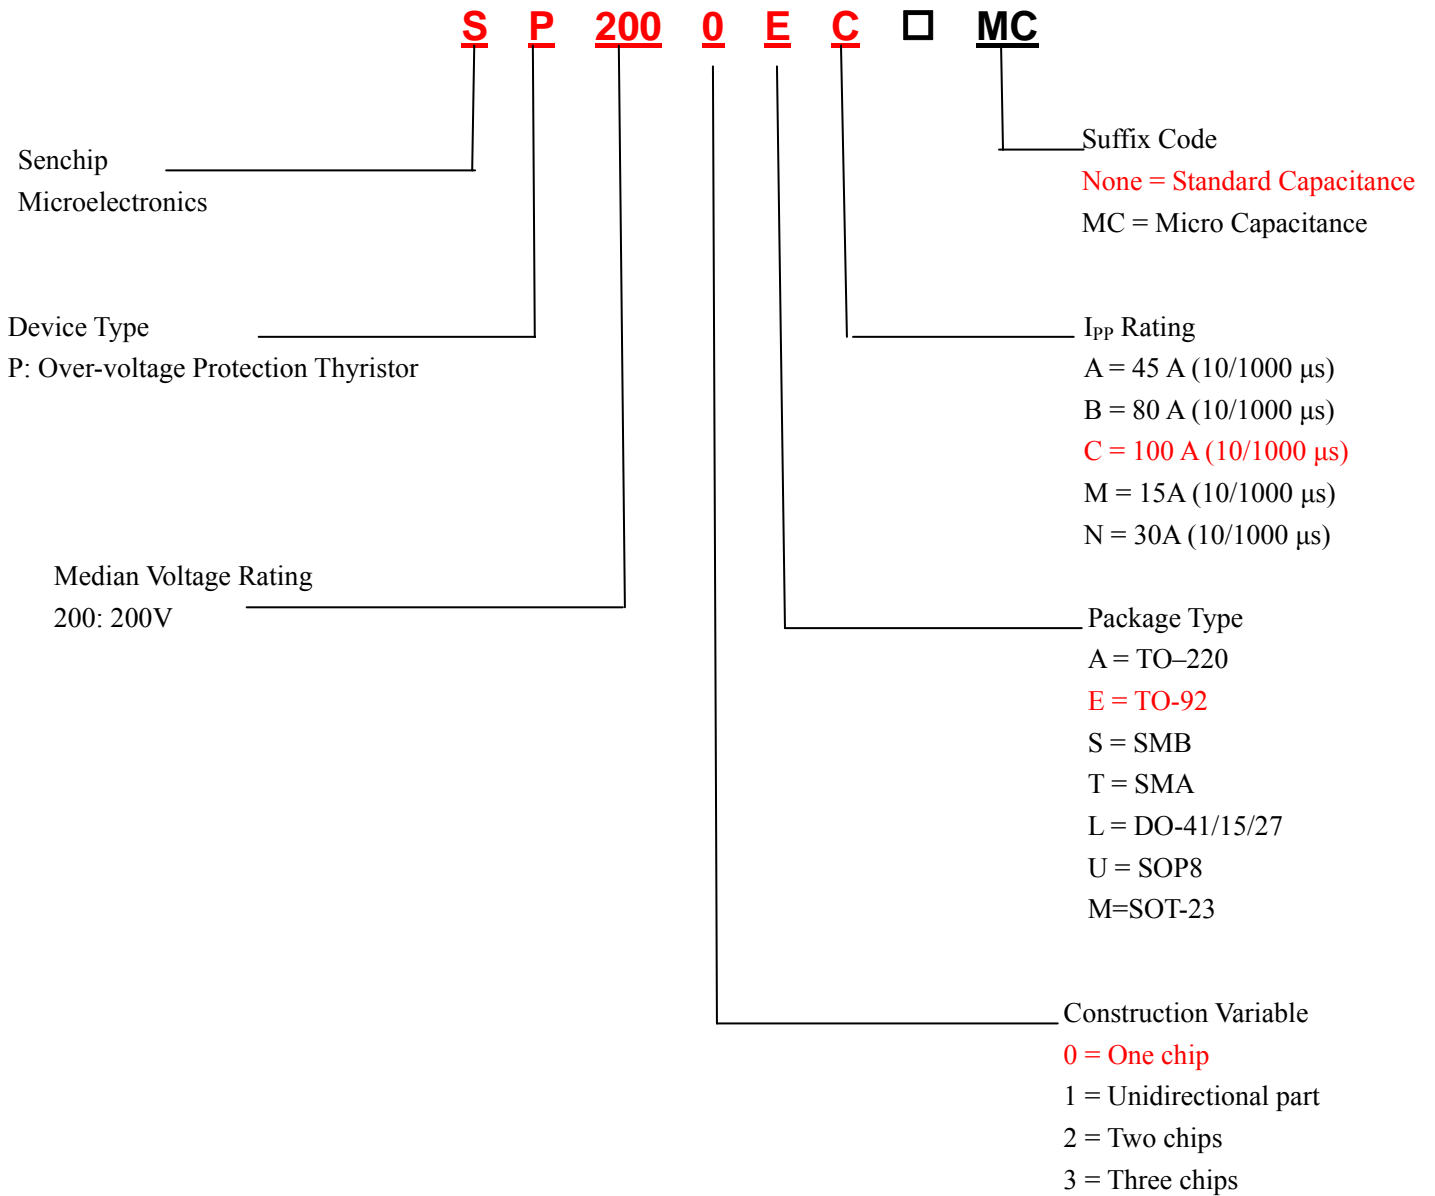 S P 200 0 E C □ MC
Senchip
Microelectronics
Device Type
P: Over-voltage Protection Thyristor
Median Voltage Rating
200: 200V
Suffix Code
None = Standard Capacitance
MC = Micro Capacitance
IPP Rating
A = 45 A (10/1000 μs)
B = 80 A (10/1000 μs)
C = 100 A (10/1000 μs)
M = 15A (10/1000 μs)
N = 30A (10/1000 μs)
Package Type
A = TO–220
E = TO-92
S = SMB
T = SMA
L = DO-41/15/27
U = SOP8
M=SOT-23
Construction Variable
0 = One chip
1 = Unidirectional part
2 = Two chips
3 = Three chips